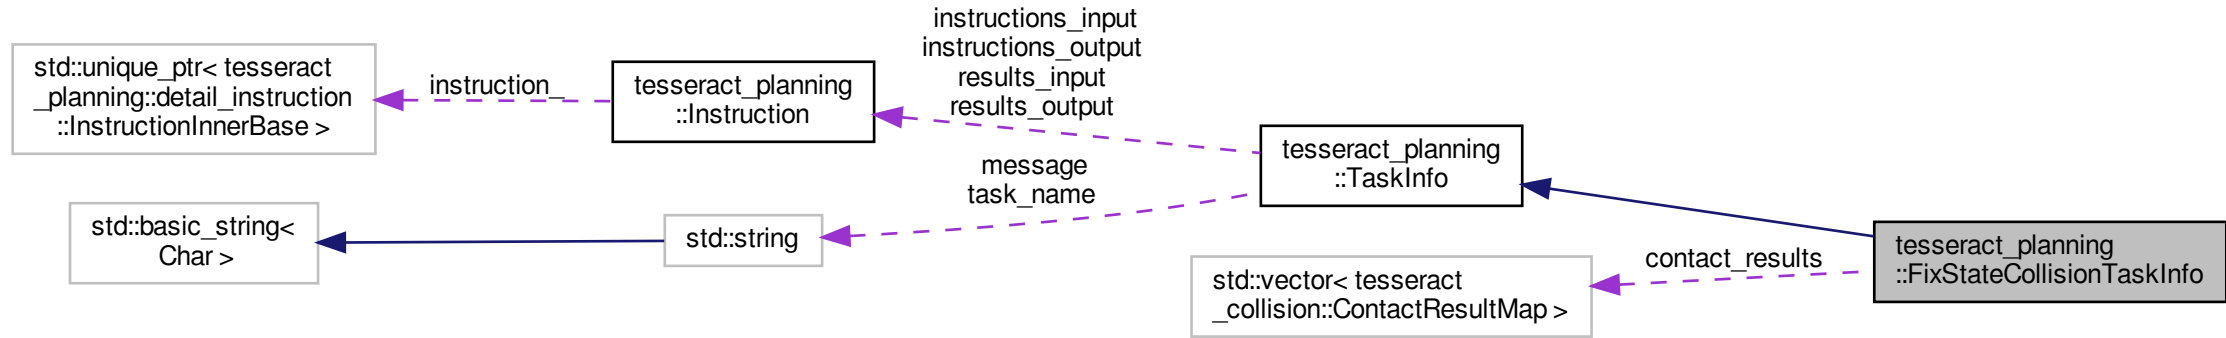 std::unique_ptr< tesseract
_planning::detail_instruction
::InstructionInnerBase >
instruction_
tesseract_planning
::Instruction
instructions_input
instructions_output
results_input
results_output
tesseract_planning
::TaskInfo
message
task_name
std::basic_string<
Char >
std::string
std::vector< tesseract
_collision::ContactResultMap >
contact_results
tesseract_planning
::FixStateCollisionTaskInfo